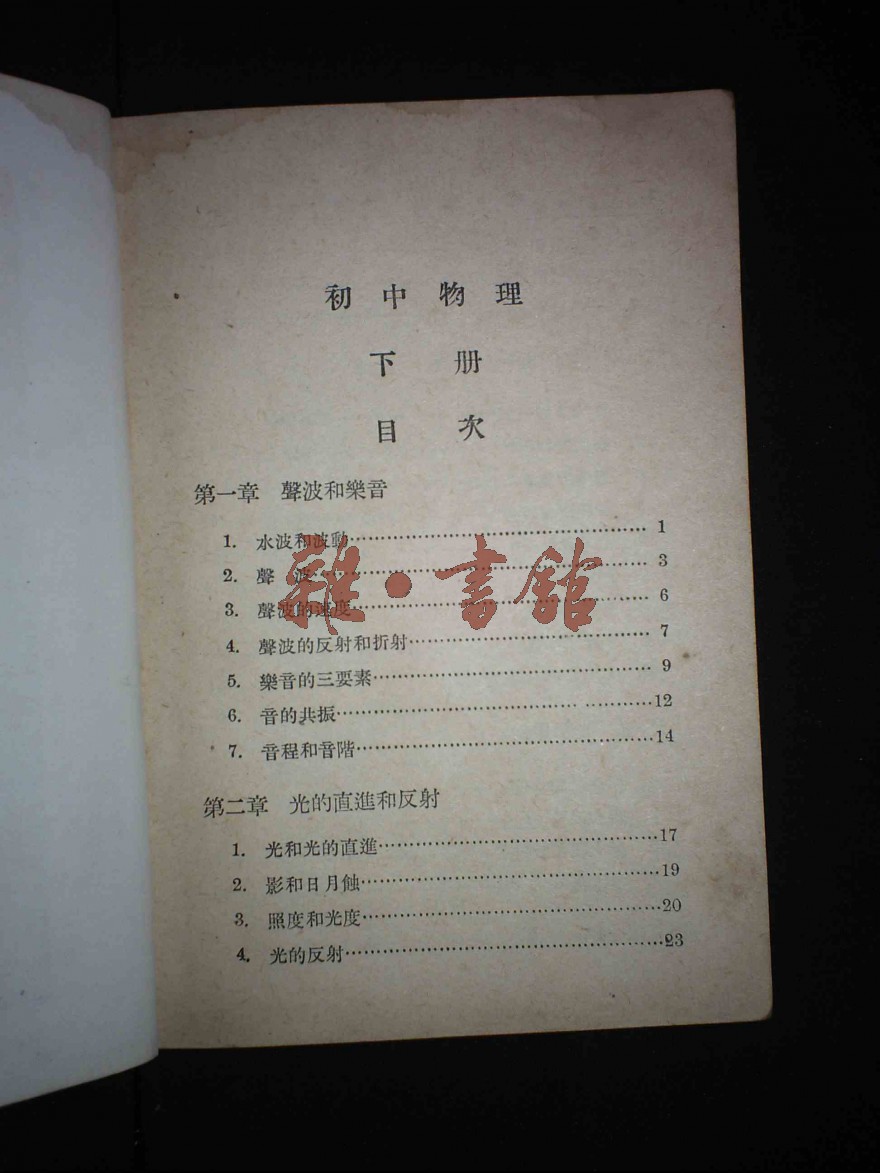 初中物理
下册
目次
第一章 聲波和樂音
1. 水波和波動…………………………………… 1
2. 聲 波…………………………………… 3
3. 聲波的速度…………………………………… 6
4. 聲波的反射和折射…………………………… 7
5. 樂音的三要素………………………………… 9
6. 音的共振……………………………………12
7. 音程和音階…………………………………14
第二章 光的直進和反射
1. 光和光的直進………………………………17
2. 影和日月蝕…………………………………19
3. 照度和光度…………………………………20
4. 光的反射……………………………………23
雜·書館